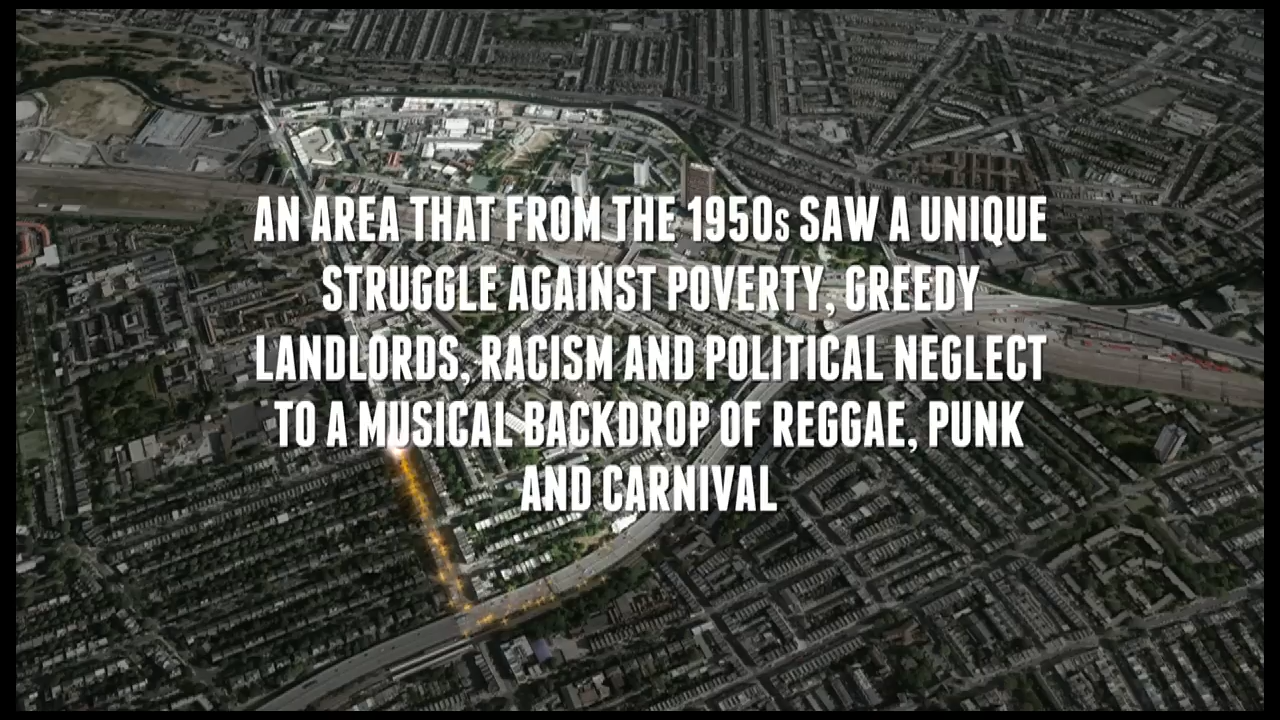 AN AREA THAT FROM THE 1950s SAW A UNIQUE
STRUGGLE AGAINST POVERTY, GREEDY
LANDLORDS, RACISM AND POLITICAL NEGLECT
TO A MUSICAL BACKDROP OF REGGAE, PUNK
AND CARNIVAL